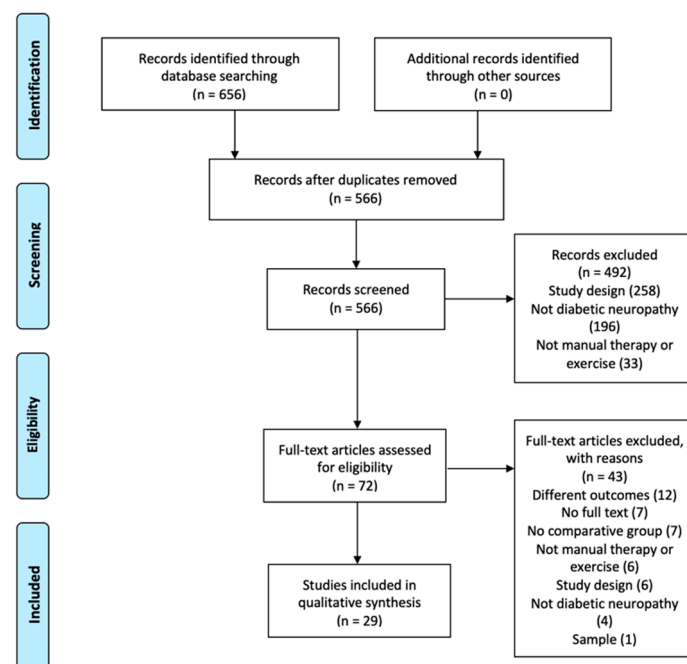 Identification
Records identified through
database searching
(n = 656)
Additional records identified
through other sources
(n = 0)
Records after duplicates removed
(n = 566)
Screening
Records screened
(n = 566)
Records excluded
(n = 492)
Study design (258)
Not diabetic neuropathy
(196)
Not manual therapy or
exercise (33)
Eligibility
Full-text articles assessed
for eligibility
(n = 72)
Full-text articles excluded,
with reasons
(n = 43)
Different outcomes (12)
No full text (7)
No comparative group (7)
Not manual therapy or
exercise (6)
Study design (6)
Not diabetic neuropathy
(4)
Sample (1)
Included
Studies included in
qualitative synthesis
(n = 29)